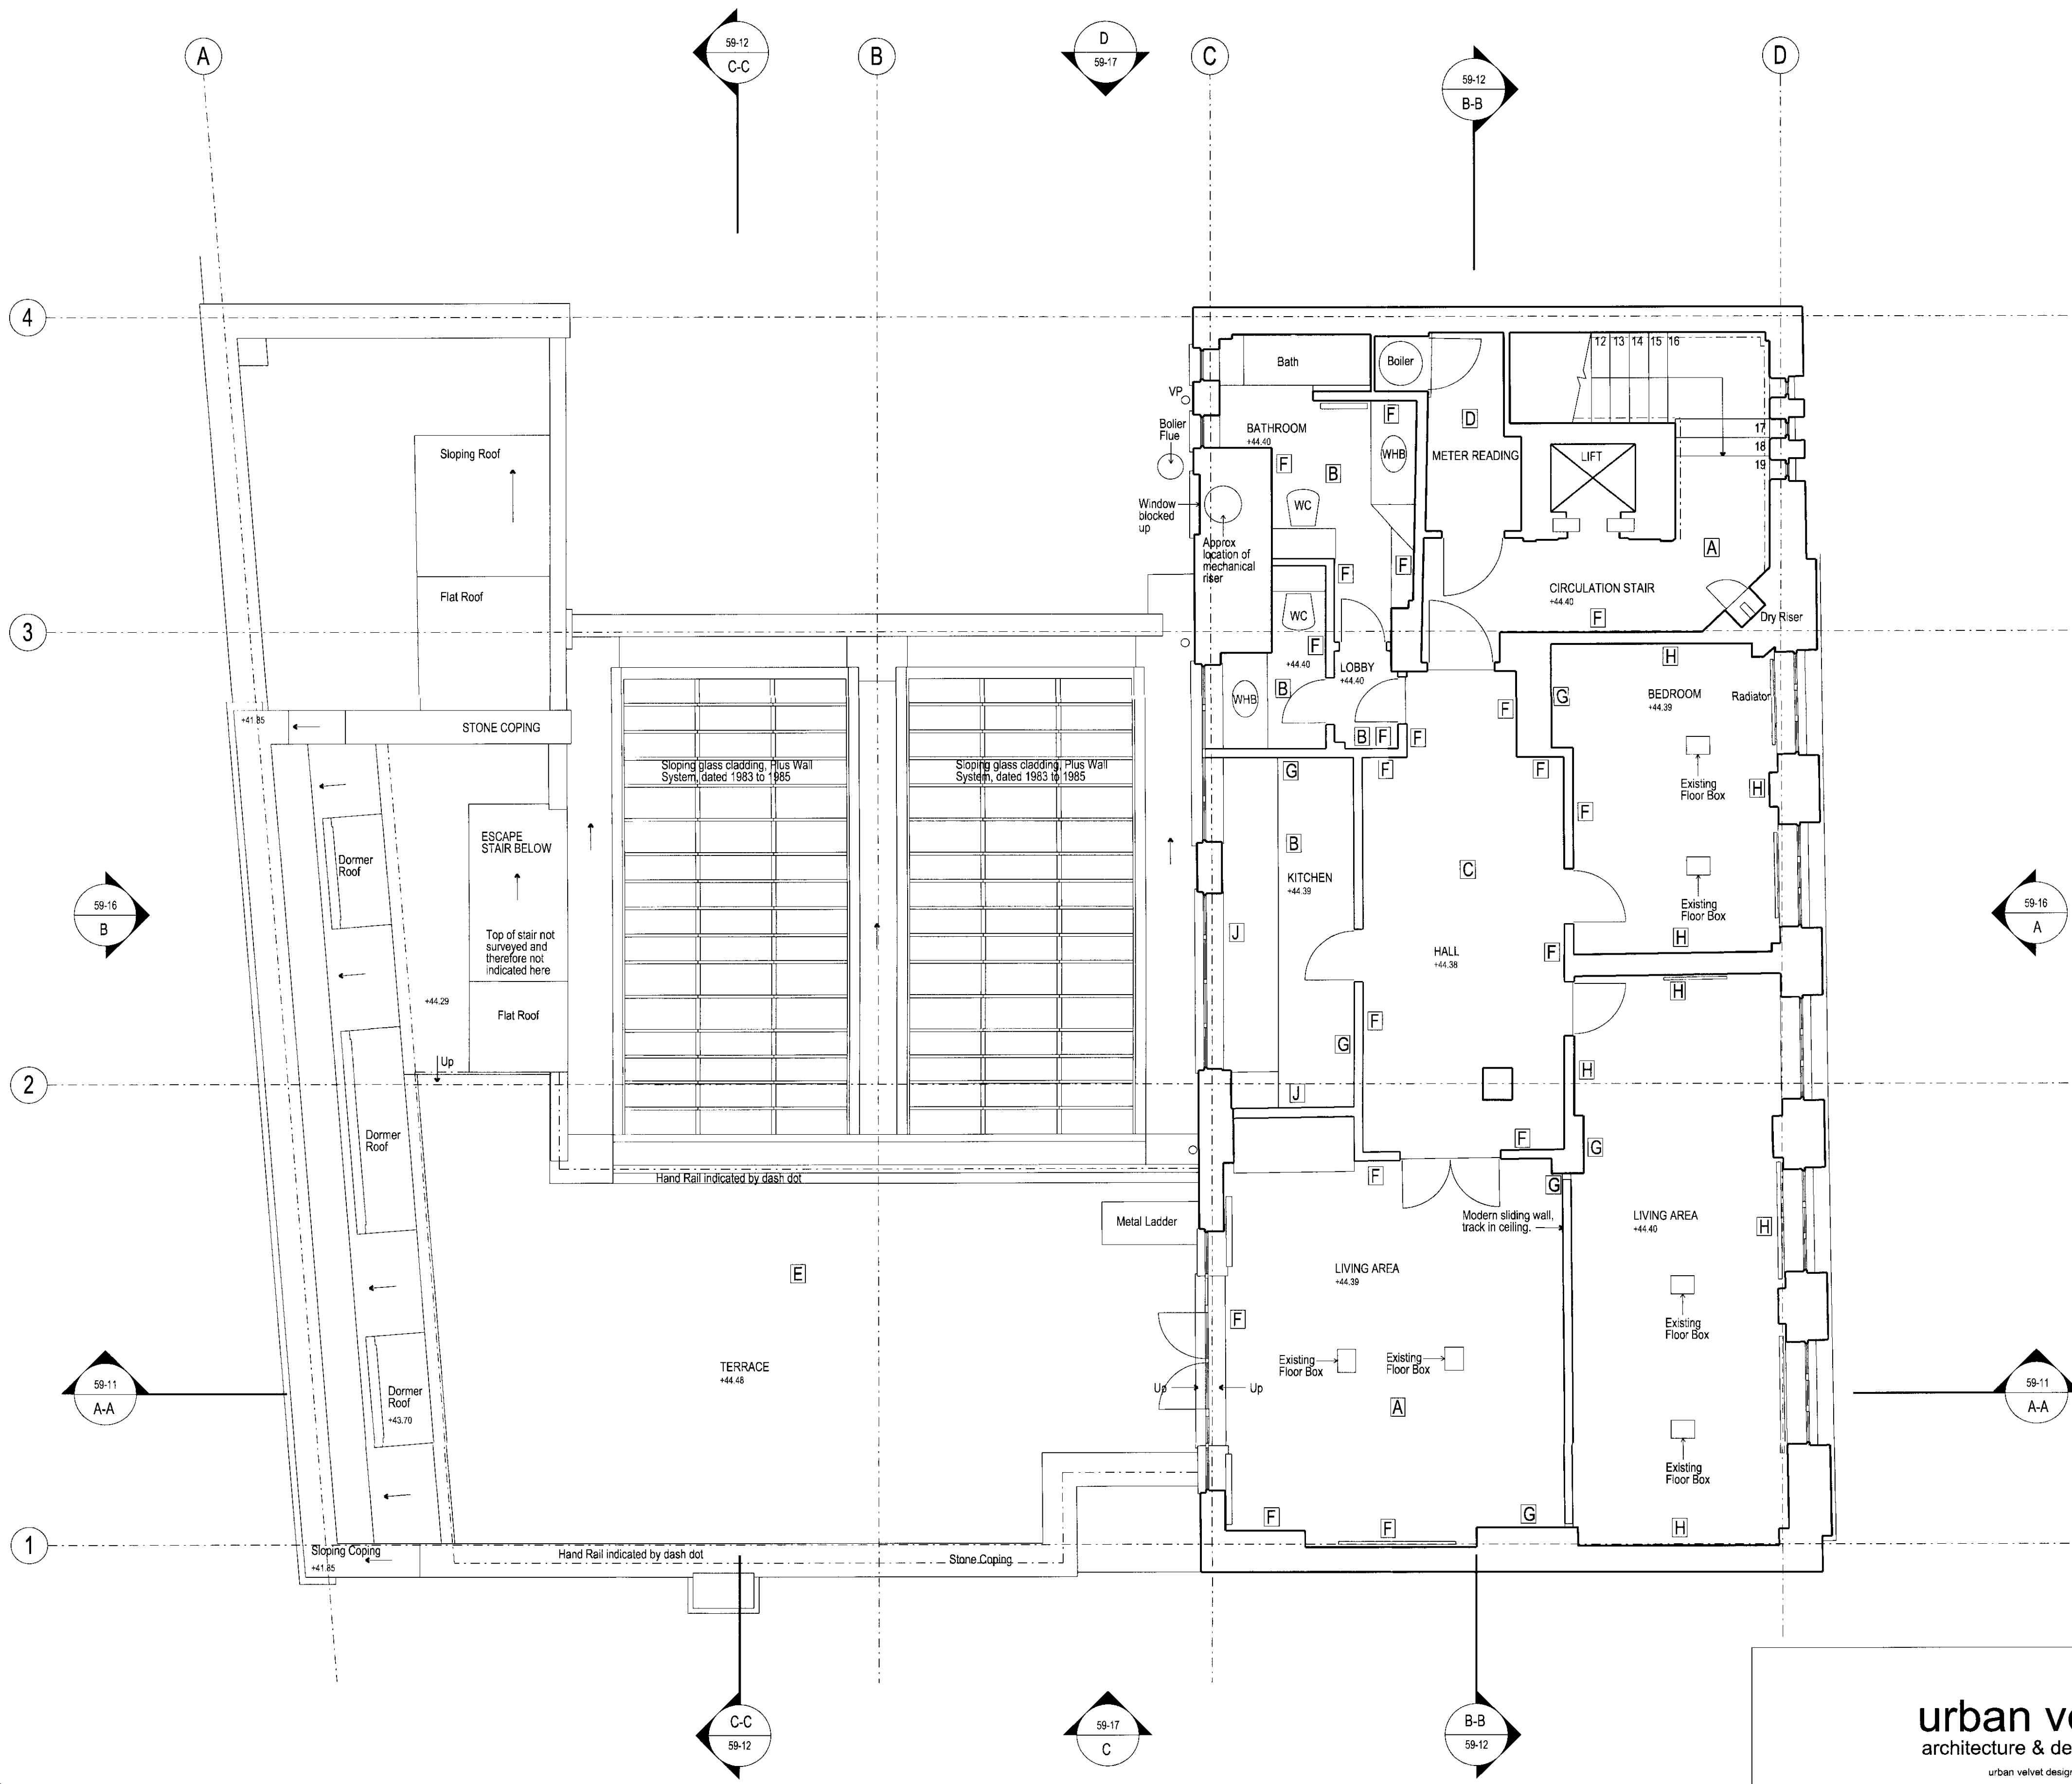 A
59-12
C-C
B
D
59-17
C
59-12
B-B
D
4
12 13 14 15 16
Bath
Boiler
VP
Bolier
Flue
BATHROOM
+44.40
F
WHB
D
METER READING
LIFT
17
18
19
F
B
Sloping Roof
Window
blocked
up
WC
Approx
location of
mechanical
riser
A
Flat Roof
F
F
CIRCULATION STAIR
+44.40
F
Dry Riser
3
WC
F
+44.40
LOBBY
+44.40
H
B
WHB
G
BEDROOM
+44.39
Radiator
F
+41.85
STONE COPING
B
F
F
Sloping glass cladding, Plus Wall
System, dated 1983 to 1985
Sloping glass cladding, Plus Wall
System, dated 1983 to 1985
G
F
F
Existing
Floor Box
H
F
ESCAPE
STAIR BELOW
Dormer
Roof
B
KITCHEN
+44.39
C
Existing
Floor Box
59-16
B
59-16
A
Top of stair not
surveyed and
therefore not
indicated here
J
HALL
+44.38
F
H
H
+44.29
Flat Roof
F
G
Up
2
H
J
Dormer
Roof
F
G
F
Hand Rail indicated by dash dot
G
Metal Ladder
Modern sliding wall,
track in ceiling.
LIVING AREA
+44.40
H
E
LIVING AREA
+44.39
F
Existing
Floor Box
TERRACE
+44.48
Existing
Floor Box
Existing
Floor Box
Up
Up
59-11
A-A
59-11
A-A
Dormer
Roof
+43.70
A
Existing
Floor Box
F
F
G
H
1
Sloping Coping
+41.85
Hand Rail indicated by dash dot
Stone Coping
C-C
59-12
59-17
C
B-B
59-12
urban ve
architecture & de
urban velvet desig